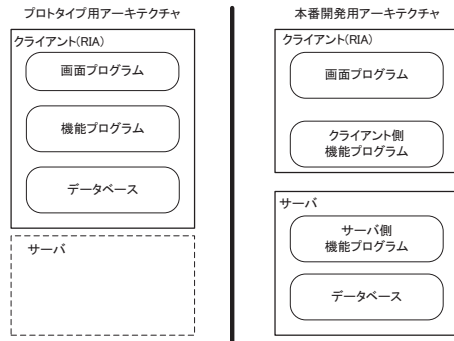 プロトタイプ用アーキテクチャ
クライアント(RIA)
画面プログラム
機能プログラム
データベース
サーバ
本番開発用アーキテクチャ
クライアント(RIA)
画面プログラム
クライアント側
機能プログラム
サーバ
サーバ側
機能プログラム
データベース